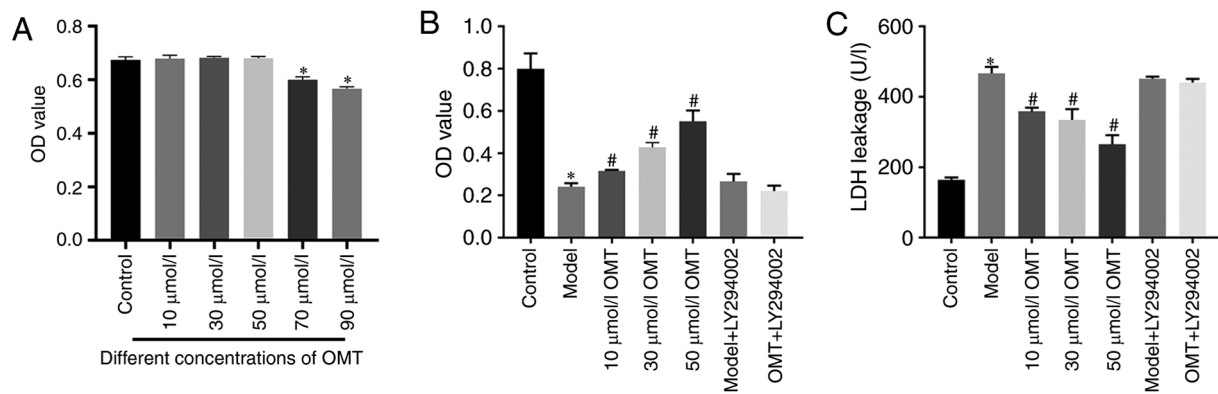 A
0.8
0.6
0.4
0.2
0.0
OD value
* *
Control
10 μmol/l
30 μmol/l
50 μmol/l
70 μmol/l
90 μmol/l
Different concentrations of OMT
B
1.0
0.8
0.6
0.4
0.2
0.0
OD value
* # # #
Control
Model
10 μmol/l OMT
30 μmol/l OMT
50 μmol/l OMT
Model+LY294002
OMT+LY294002
C
600
400
200
0
LDH leakage (U/l)
* # # #
Control
Model
10 μmol/l OMT
30 μmol/l OMT
50 μmol/l OMT
Model+LY294002
OMT+LY294002